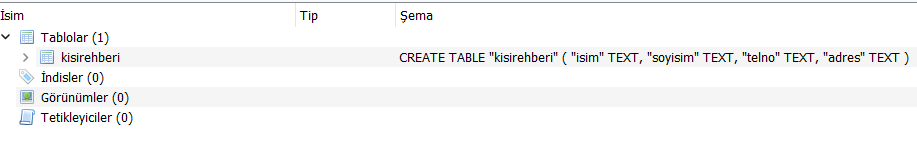 İsim Tip Şema
Tablolar (1)
kisirehberi CREATE TABLE "kisirehberi" ( "isim" TEXT, "soyisim" TEXT, "telno" TEXT, "adres" TEXT )
İndisler (0)
Görünümler (0)
Tetikleyiciler (0)